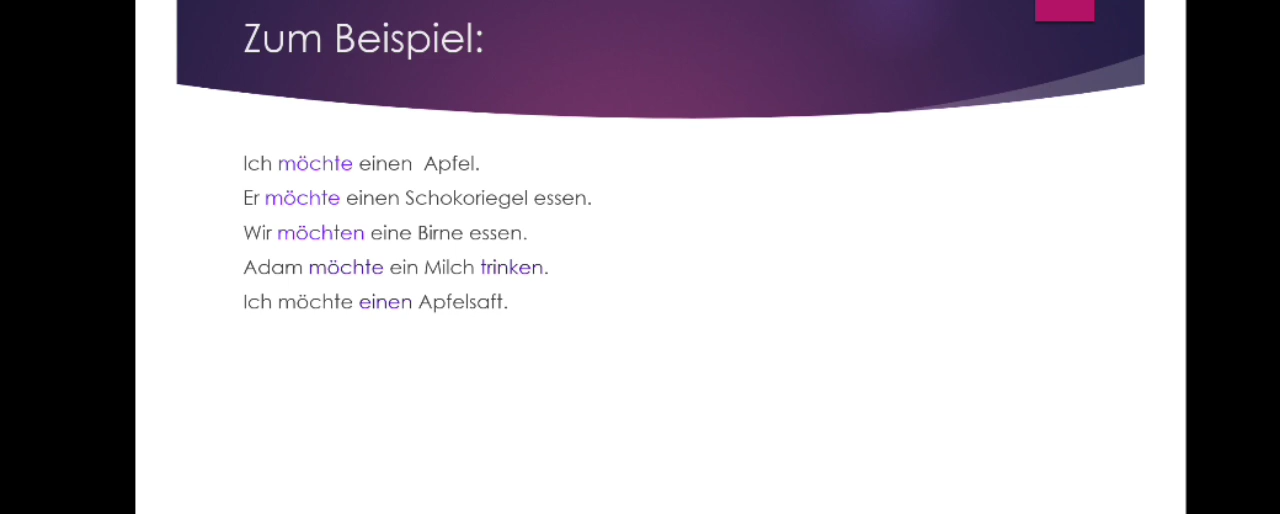 Zum Beispiel:
Ich möchte einen  Apfel.
Er möchte einen Schokoriegel essen.
Wir möchten eine Birne essen.
Adam möchte ein Milch trinken.
Ich möchte einen Apfelsaft.